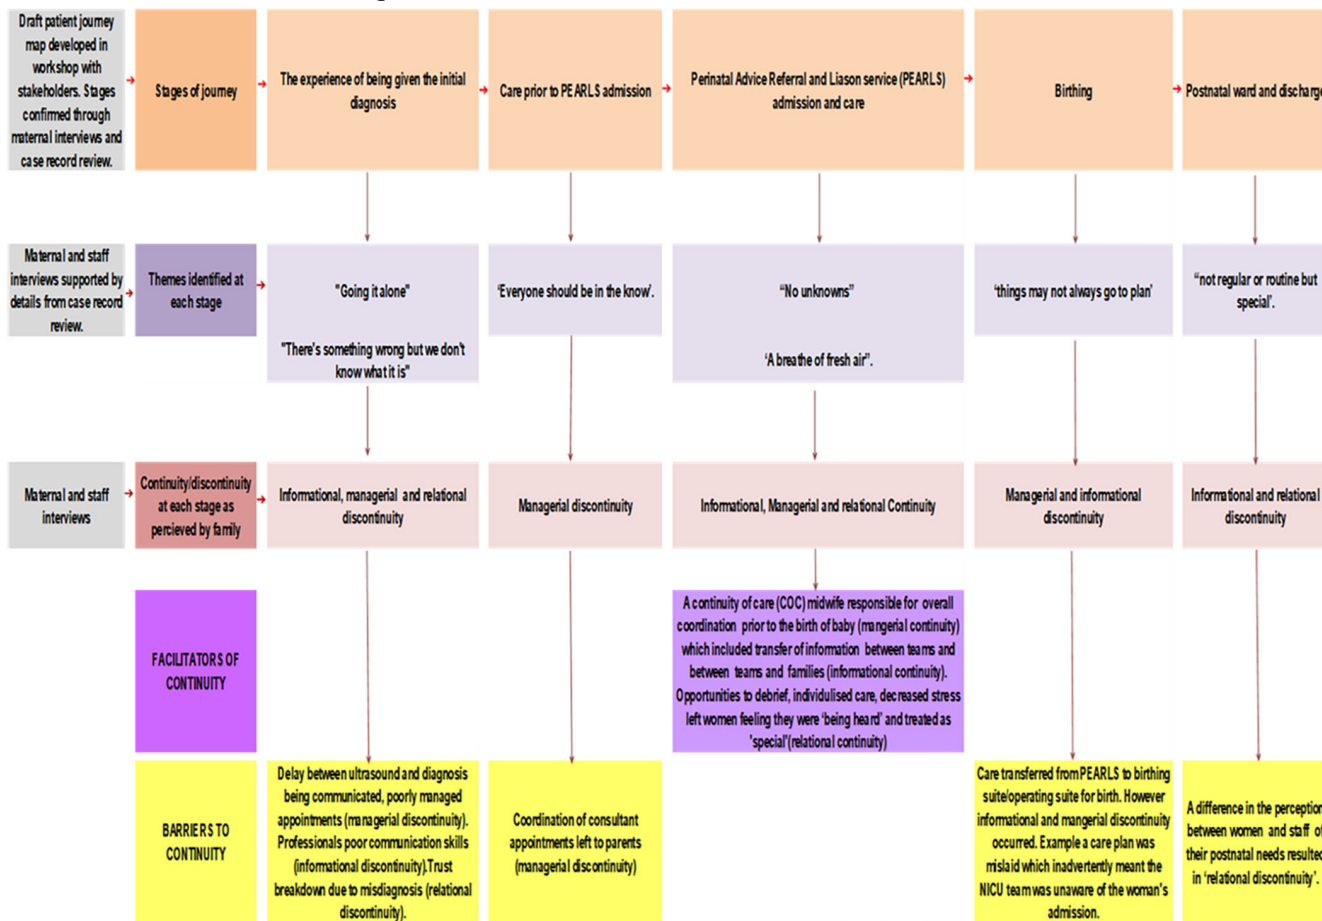 Draft patient journey
map developed in
workshop with
stakeholders. Stages
confirmed through
maternal interviews and
case record review.
Stages of journey
The experience of being given the initial
diagnosis
Care prior to PEARLS admission
Perinatal Advice Referral and Liason service (PEARLS)
admission and care
Birthing
Postnatal ward and discharge
Maternal and staff
interviews supported by
details from case record
review.
Themes identified at
each stage
"Going it alone"
"There's something wrong but we don't
know what it is"
‘Everyone should be in the know’.
“No unknowns”
‘A breathe of fresh air”.
‘things may not always go to plan’
“not regular or routine but
special’.
Maternal and staff
interviews
Continuity/discontinuity
at each stage as
percieved by family
Informational, managerial and relational
discontinuity
Managerial discontinuity
Informational, Managerial and relational Continuity
Managerial and informational
discontinuity
Informational and relational
discontinuity
FACILITATORS OF
CONTINUITY
A continuity of care (COC) midwife responsible for overall
coordination prior to the birth of baby (mangerial continuity)
which included transfer of information between teams and
between teams and families (informational continuity).
Opportunities to debrief, individulised care, decreased stress
left women feeling they were ‘being heard’ and treated as
'special'(relational continuity)
BARRIERS TO
CONTINUITY
Delay between ultrasound and diagnosis
being communicated, poorly managed
appointments (managerial discontinuity).
Professionals poor communication skills
(informational discontinuity).Trust
breakdown due to misdiagnosis (relational
discontinuity).
Coordination of consultant
appointments left to parents
(managerial discontinuity)
Care transferred from PEARLS to birthing
suite/operating suite for birth. However
informational and mangerial discontinuity
occurred. Example a care plan was
mislaid which inadvertently meant the
NICU team was unaware of the woman's
admission.
A difference in the perception
between women and staff of
their postnatal needs resulted
in ‘relational discontinuity’.